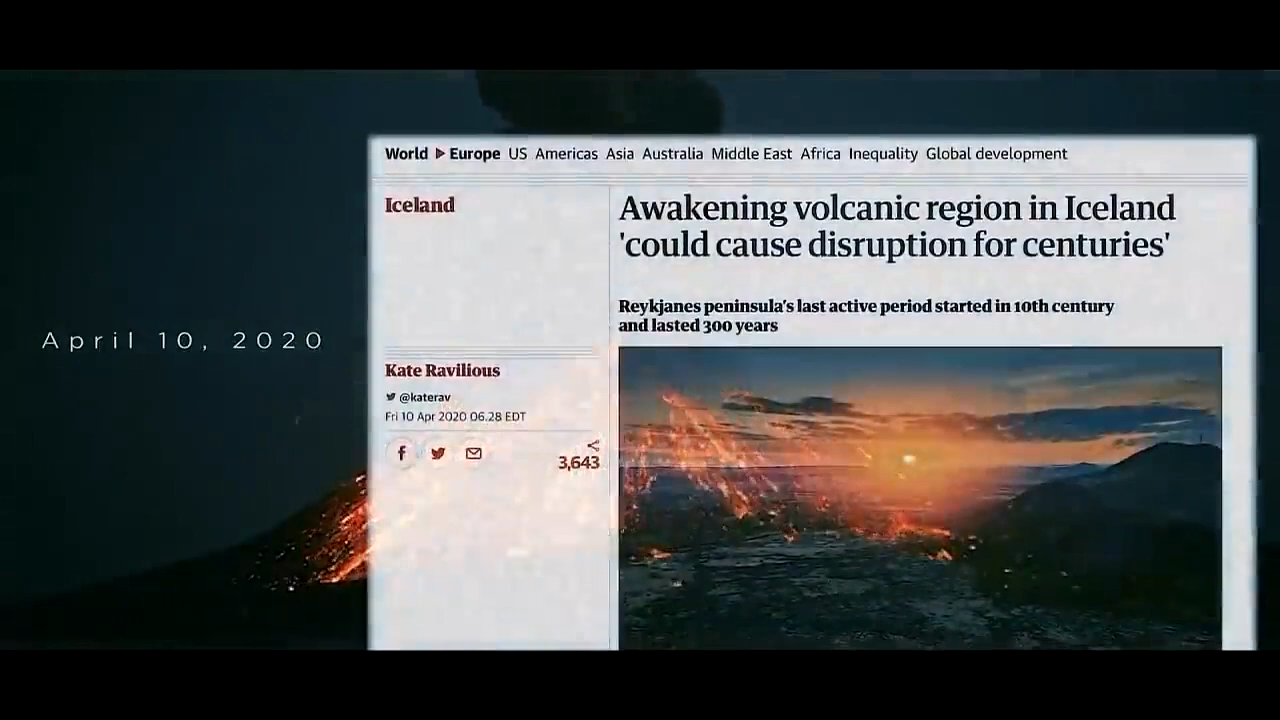 World Europe US Americas Asia Australia Middle East Africa Inequality Global development
Iceland
Awakening volcanic region in Iceland
'could cause disruption for centuries'
Reykjanes peninsula's last active period started in 10th century
and lasted 300 years
April 10, 2020
Kate Ravilious
@katerav
Fri 10 Apr 2020 06.28 EDT
3,643